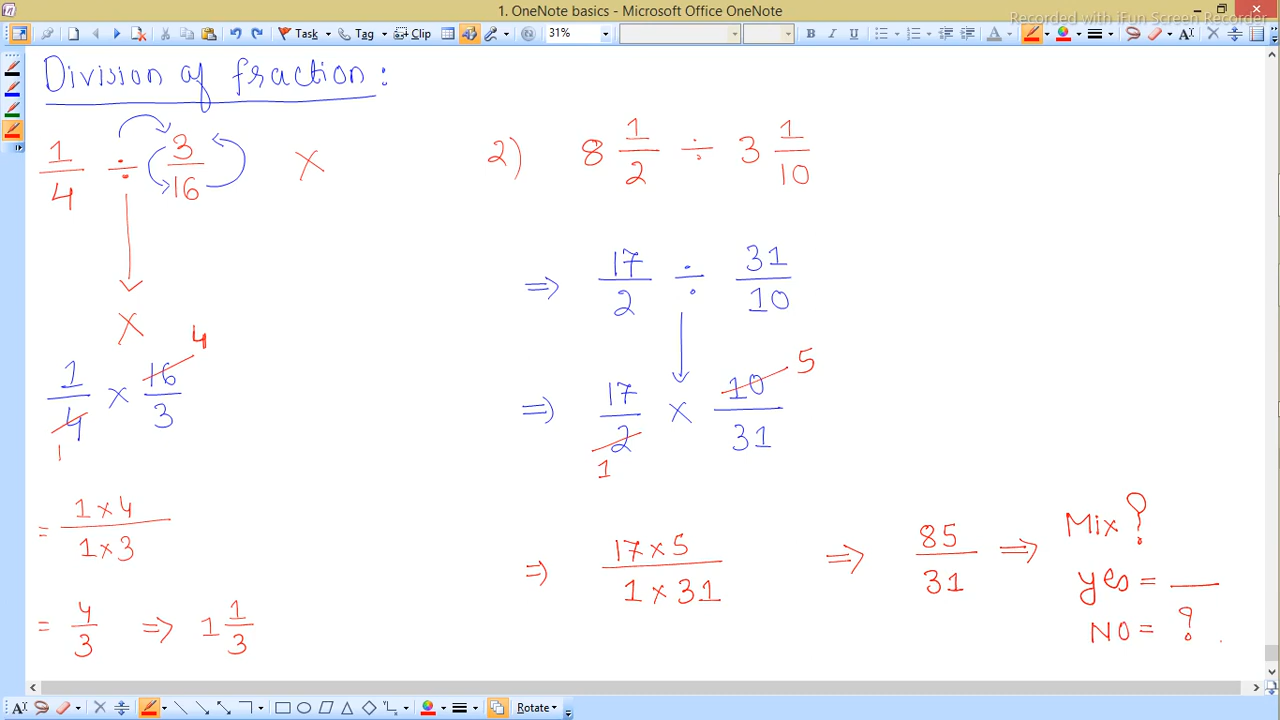 1. OneNote basics - Microsoft Office OneNote
Recorded with iFun Screen Recorder
Task
Tag
Clip
31%
B I U
Division of fraction:
1/4 ÷ 3/16 ×
×
1/4 × 16/3
4
1
= 1×4 / 1×3
= 4/3 ⇒ 1 1/3
2) 8 1/2 ÷ 3 1/10
⇒ 17/2 ÷ 31/10
⇒ 17/2 × 10/31
5
1
⇒ 17×5 / 1×31 ⇒ 85/31 ⇒ Mix?
yes = __
NO = ?
Rotate